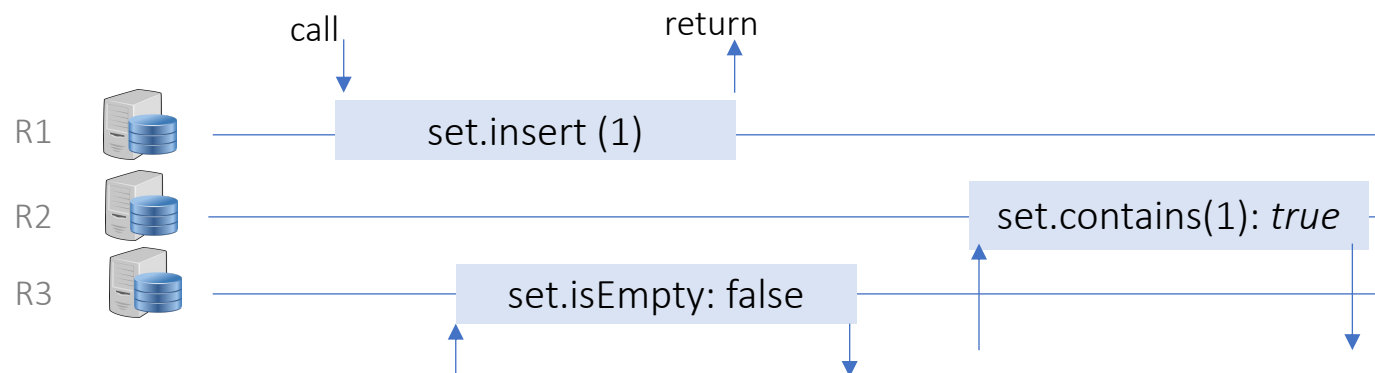 call
return
R1
set.insert (1)
R2
set.contains(1): true
R3
set.isEmpty: false